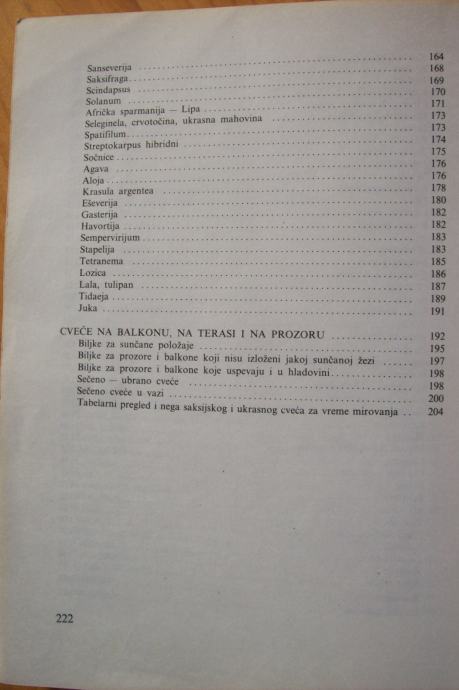 Sanseverija ........ 164
Saksifraga ........ 168
Scindapsus ........ 169
Solanum ........ 170
Afrička sparmanija — Lipa ........ 171
Seleginela, crvotočina, ukrasna mahovina ........ 173
Spatifilum ........ 173
Streptokarpus hibridni ........ 174
Sočnice ........ 175
Agava ........ 176
Aloja ........ 176
Krasula argentea ........ 178
Eševerija ........ 180
Gasterija ........ 182
Havortija ........ 182
Sempervirijum ........ 183
Stapelija ........ 183
Tetranema ........ 185
Lozica ........ 186
Lala, tulipan ........ 187
Tidaeja ........ 189
Juka ........ 191
CVEĆE NA BALKONU, NA TERASI I NA PROZORU ........ 192
Biljke za sunčane položaje ........ 195
Biljke za prozore i balkone koji nisu izloženi jakoj sunčanoj žezi ........ 197
Biljke za prozore i balkone koje uspevaju i u hladovini ........ 198
Sečeno — ubrano cveće ........ 198
Sečeno cveće u vazi ........ 200
Tabelarni pregled i nega saksijskog i ukrasnog cveća za vreme mirovanja .. 204
222